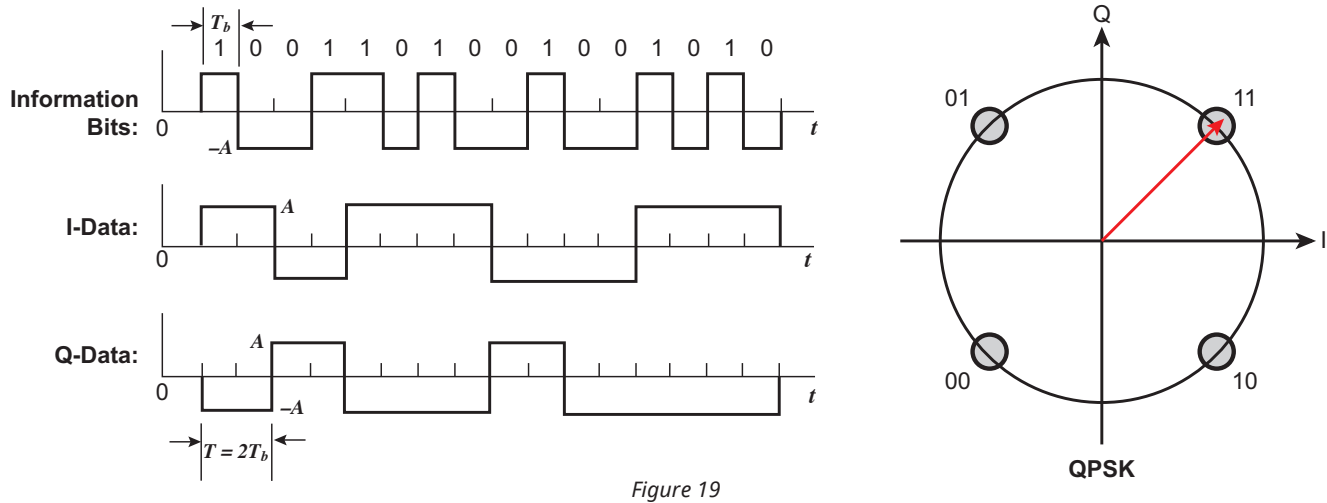 T_b
1 0 0 1 1 0 1 0 0 1 0 0 1 0 1 0
Information
Bits:
0
–A
t
I-Data:
A
0
t
Q-Data:
A
0
–A
t
T = 2T_b
Figure 19
Q
01
11
I
00
10
QPSK